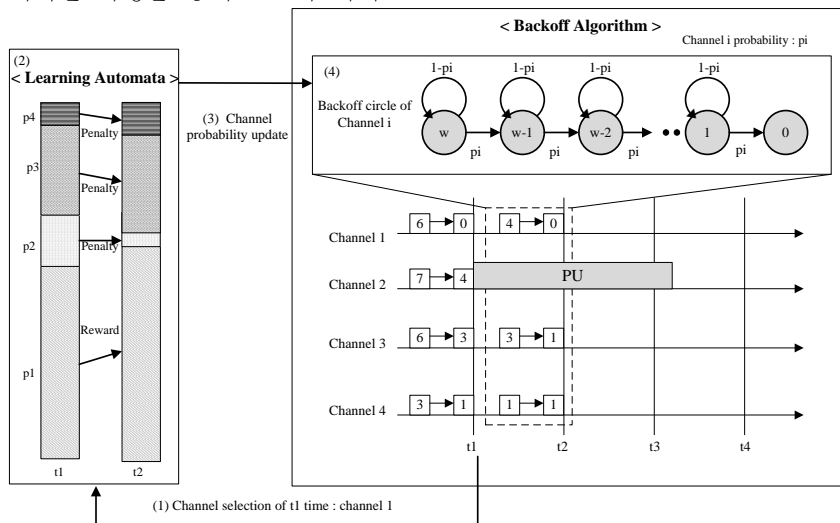 (2)
< Learning Automata >
p4
Penalty
p3
Penalty
p2
Penalty
Reward
p1
t1
t2
(3) Channel
probability update
< Backoff Algorithm >
Channel i probability : pi
(4)
Backoff circle of
Channel i
1-pi
1-pi
1-pi
1-pi
w
w-1
w-2
1
0
pi
pi
pi
pi
Channel 1
6
0
4
0
Channel 2
7
4
PU
Channel 3
6
3
3
1
Channel 4
3
1
1
1
t1
t2
t3
t4
(1) Channel selection of t1 time : channel 1